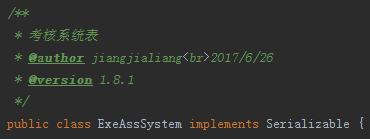 /**
* 考核系统表
* @author jiangjialiang<br>2017/6/26
* @version 1.8.1
*/
public class ExeAssSystem implements Serializable {